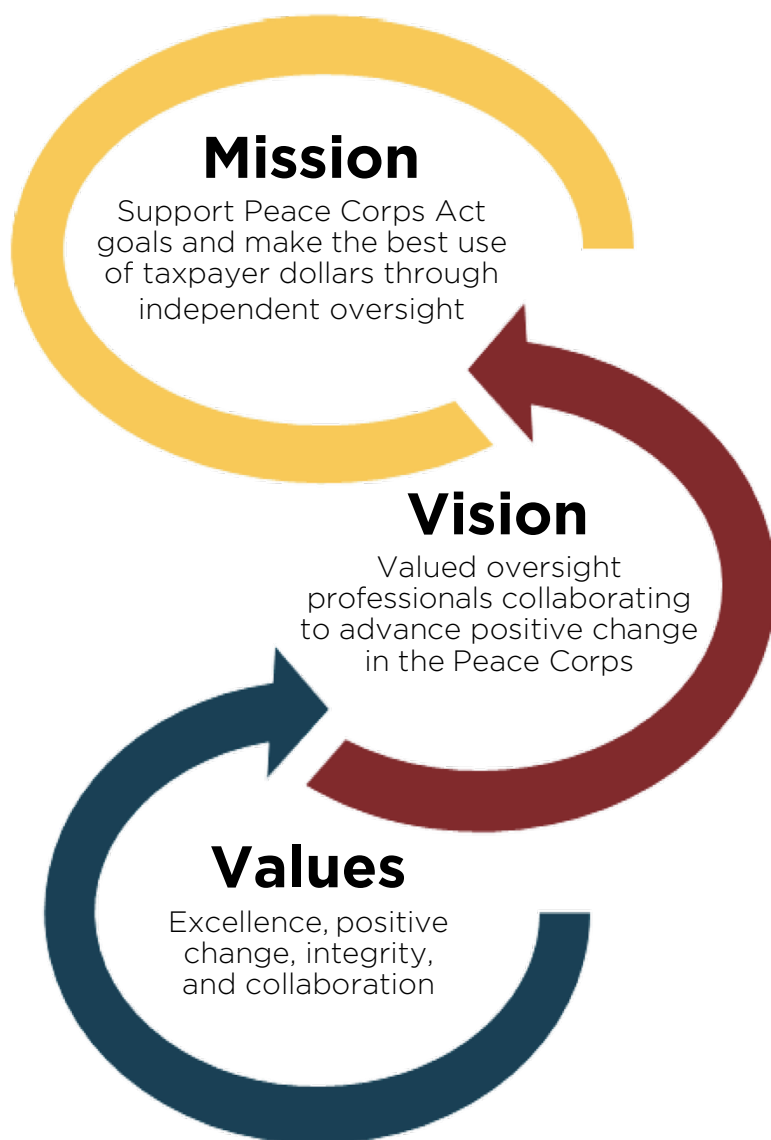 Mission
Support Peace Corps Act
goals and make the best use
of taxpayer dollars through
independent oversight
Vision
Valued oversight
professionals collaborating
to advance positive change
in the Peace Corps
Values
Excellence, positive
change, integrity,
and collaboration